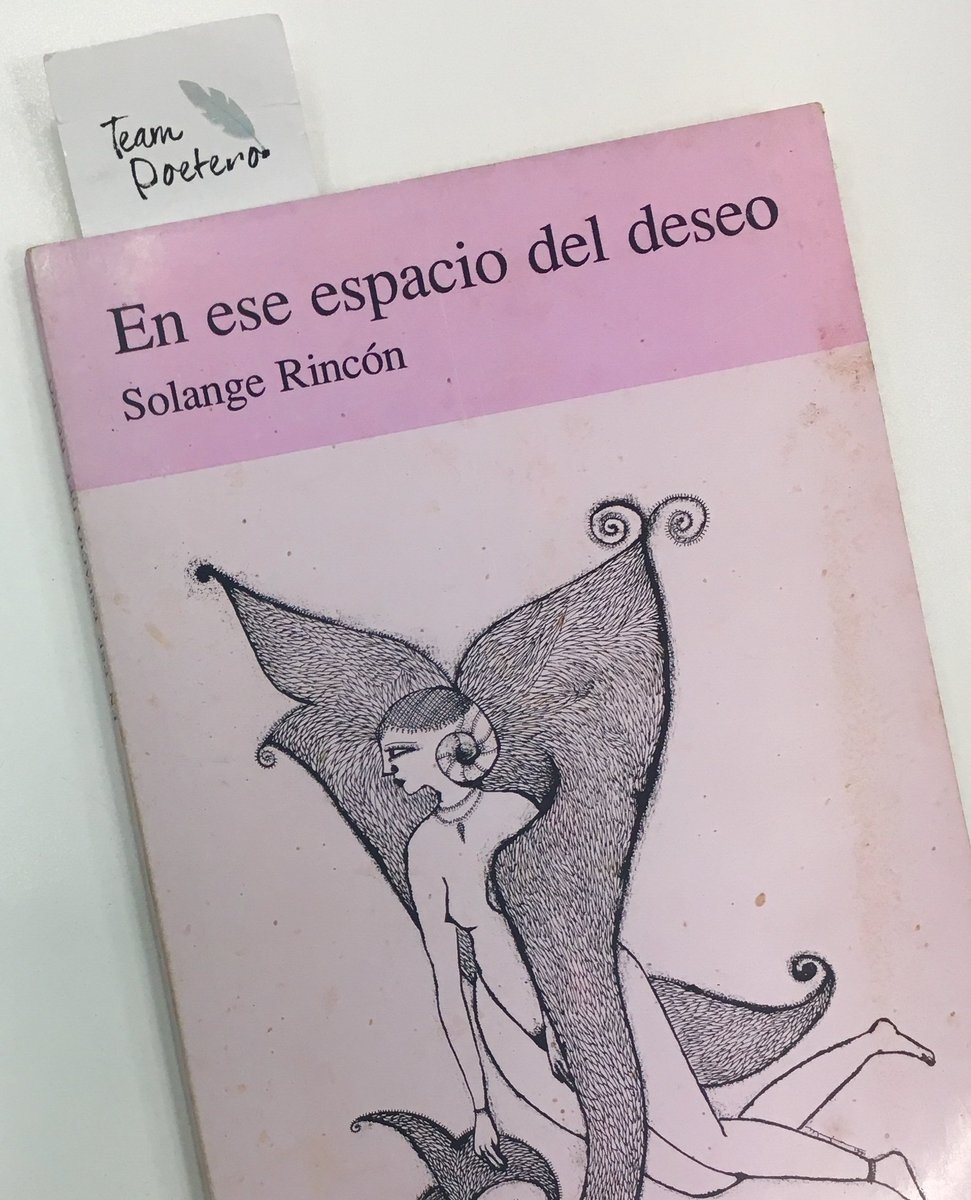 Team
Poetero.
En ese espacio del deseo
Solange Rincón